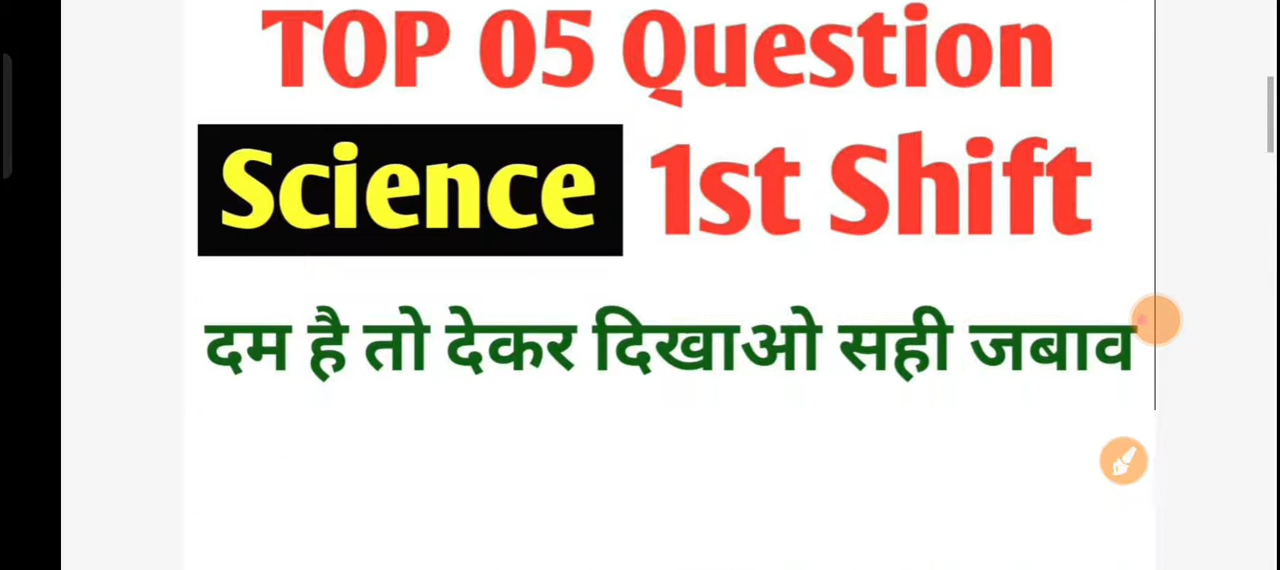 TOP 05 Question
Science 1st Shift
दम है तो देकर दिखाओ सही जबाव